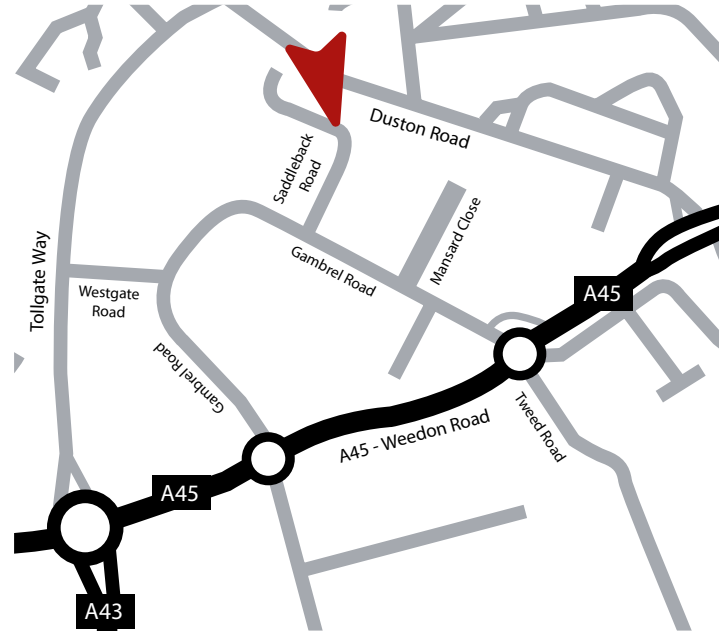 Duston Road
Saddleback
Road
Mansard Close
Tollgate Way
Gambrel Road
Westgate
Road
A45
Gambrel Road
Tweed Road
A45 - Weedon Road
A45
A43